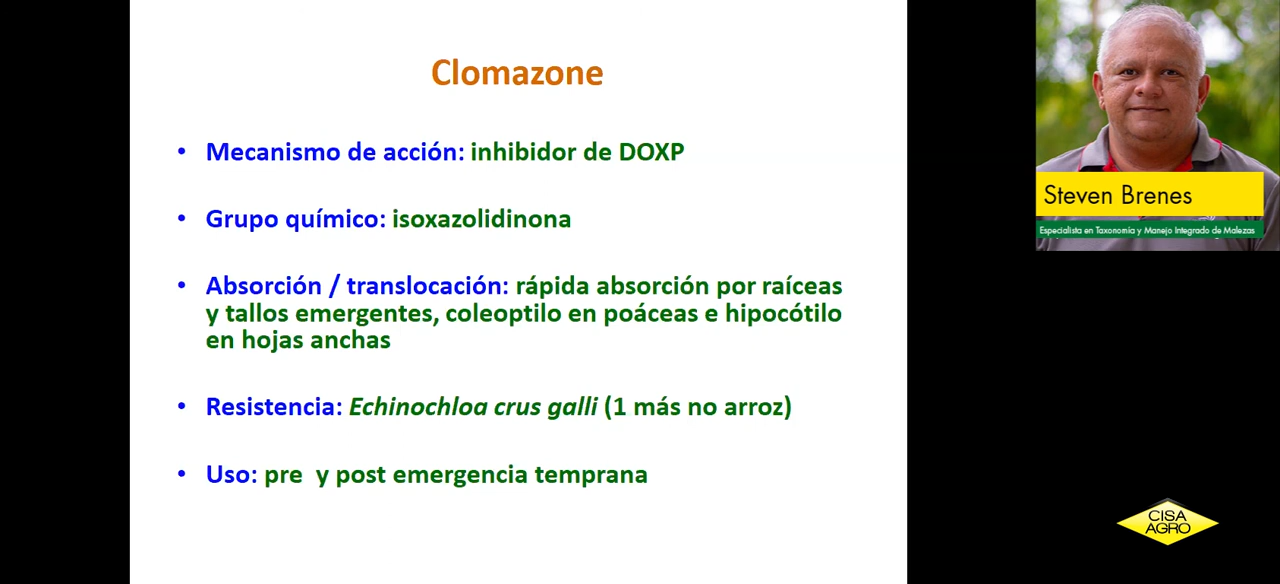 Clomazone
• Mecanismo de acción: inhibidor de DOXP
• Grupo químico: isoxazolidinona
• Absorción / translocación: rápida absorción por raíceas
y tallos emergentes, coleoptilo en poáceas e hipocótilo
en hojas anchas
• Resistencia: Echinochloa crus galli (1 más no arroz)
• Uso: pre y post emergencia temprana
Steven Brenes
Especialista en Taxonomía y Manejo Integrado de Malezas
CISA
AGRO